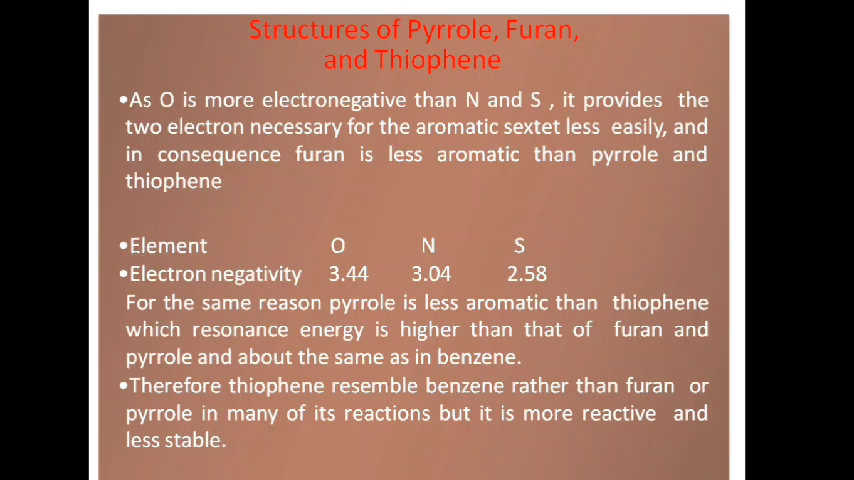 Structures of Pyrrole, Furan,
and Thiophene
•As O is more electronegative than N and S , it provides the
two electron necessary for the aromatic sextet less easily, and
in consequence furan is less aromatic than pyrrole and
thiophene
•Element O N S
•Electron negativity 3.44 3.04 2.58
For the same reason pyrrole is less aromatic than thiophene
which resonance energy is higher than that of furan and
pyrrole and about the same as in benzene.
•Therefore thiophene resemble benzene rather than furan or
pyrrole in many of its reactions but it is more reactive and
less stable.